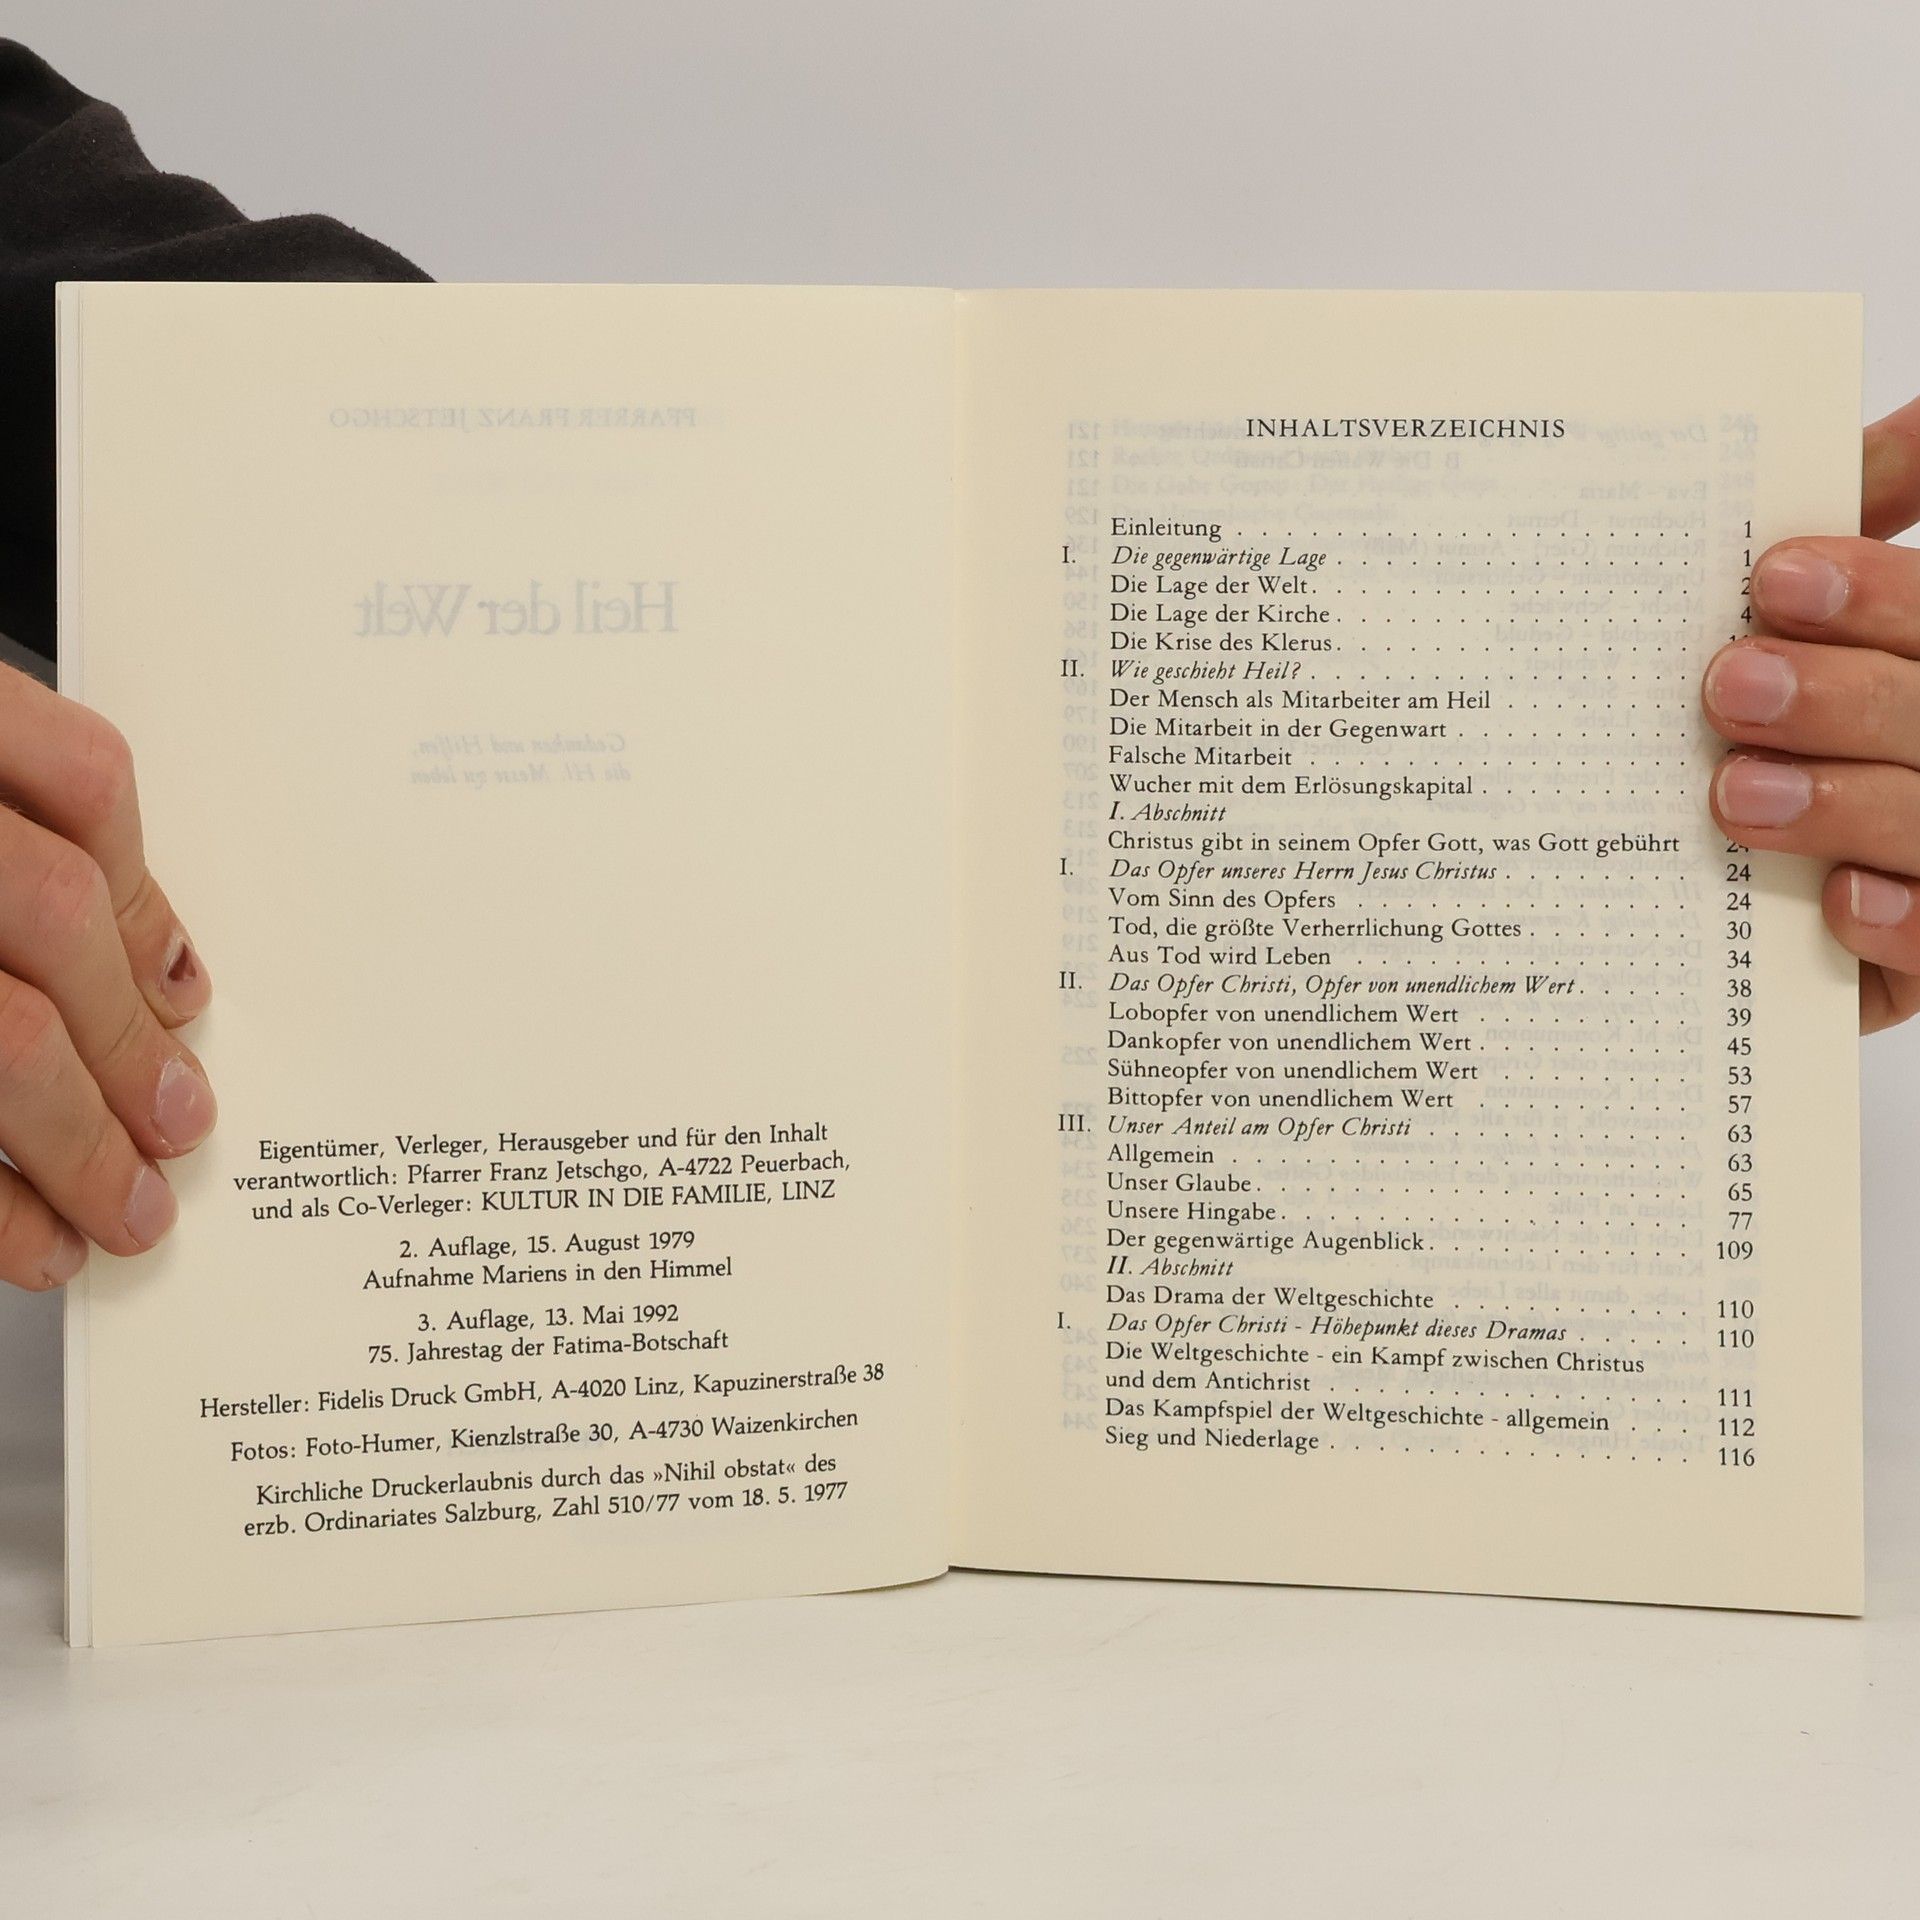 Eigentümer, Verleger, Herausgeber und für den Inhalt
verantwortlich: Pfarrer Franz Jetschgo, A-4722 Peuerbach,
und als Co-Verleger: KULTUR IN DIE FAMILIE, LINZ
2. Auflage, 15. August 1979
Aufnahme Mariens in den Himmel
3. Auflage, 13. Mai 1992
75. Jahrestag der Fatima-Botschaft
Hersteller: Fidelis Druck GmbH, A-4020 Linz, Kapuzinerstraße 38
Fotos: Foto-Humer, Kienzlstraße 30, A-4730 Waizenkirchen
Kirchliche Druckerlaubnis durch das »Nihil obstat« des
erzb. Ordinariates Salzburg, Zahl 510/77 vom 18. 5. 1977
INHALTSVERZEICHNIS
Einleitung . . . . . . . . . . . . . . . . . . . 1
I. Die gegenwärtige Lage . . . . . . . . . . . . . . . 1
Die Lage der Welt. . . . . . . . . . . . . . . . 2
Die Lage der Kirche . . . . . . . . . . . . . . . 4
Die Krise des Klerus. . . . . . . . . . . . . . .
II. Wie geschieht Heil? . . . . . . . . . . . . . . . .
Der Mensch als Mitarbeiter am Heil . . . . . . . .
Die Mitarbeit in der Gegenwart . . . . . . . . . .
Falsche Mitarbeit . . . . . . . . . . . . . . . .
Wucher mit dem Erlösungskapital . . . . . . . . .
I. Abschnitt
Christus gibt in seinem Opfer Gott, was Gott gebührt
I. Das Opfer unseres Herrn Jesus Christus . . . . . . . . 24
Vom Sinn des Opfers . . . . . . . . . . . . . . 24
Tod, die größte Verherrlichung Gottes . . . . . . . 30
Aus Tod wird Leben . . . . . . . . . . . . . . 34
II. Das Opfer Christi, Opfer von unendlichem Wert . . . . . 38
Lobopfer von unendlichem Wert . . . . . . . . . 39
Dankopfer von unendlichem Wert . . . . . . . . . 45
Sühneopfer von unendlichem Wert . . . . . . . . 53
Bittopfer von unendlichem Wert . . . . . . . . . 57
III. Unser Anteil am Opfer Christi . . . . . . . . . . . 63
Allgemein . . . . . . . . . . . . . . . . . . . 63
Unser Glaube . . . . . . . . . . . . . . . . . . 65
Unsere Hingabe . . . . . . . . . . . . . . . . . 77
Der gegenwärtige Augenblick . . . . . . . . . . . 109
II. Abschnitt
Das Drama der Weltgeschichte . . . . . . . . . . 110
I. Das Opfer Christi - Höhepunkt dieses Dramas . . . . . 110
Die Weltgeschichte - ein Kampf zwischen Christus
und dem Antichrist . . . . . . . . . . . . . . . 111
Das Kampfspiel der Weltgeschichte - allgemein . . . 112
Sieg und Niederlage . . . . . . . . . . . . . . . 116